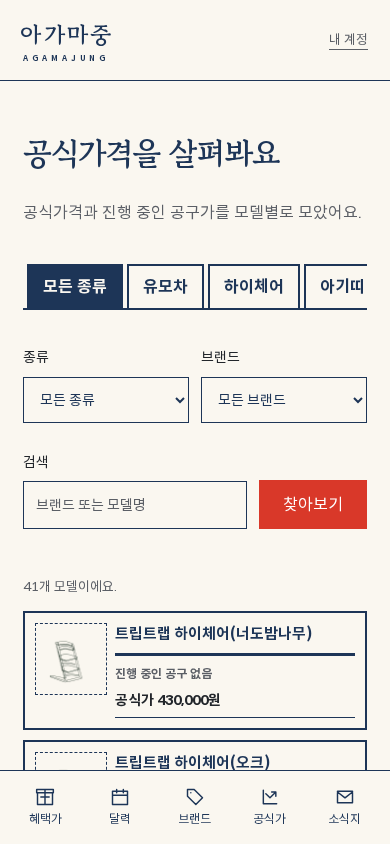 아가마중
AGAMAJUNG
내 계정
공식가격을 살펴봐요
공식가격과 진행 중인 공구가를 모델별로 모았어요.
모든 종류 유모차 하이체어 아기띠
종류 브랜드
모든 종류 모든 브랜드
검색
브랜드 또는 모델명 찾아보기
41개 모델이에요.
트립트랩 하이체어(너도밤나무)
진행 중인 공구 없음
공식가 430,000원
트립트랩 하이체어(오크)
혜택가 달력 브랜드 공식가 소식지